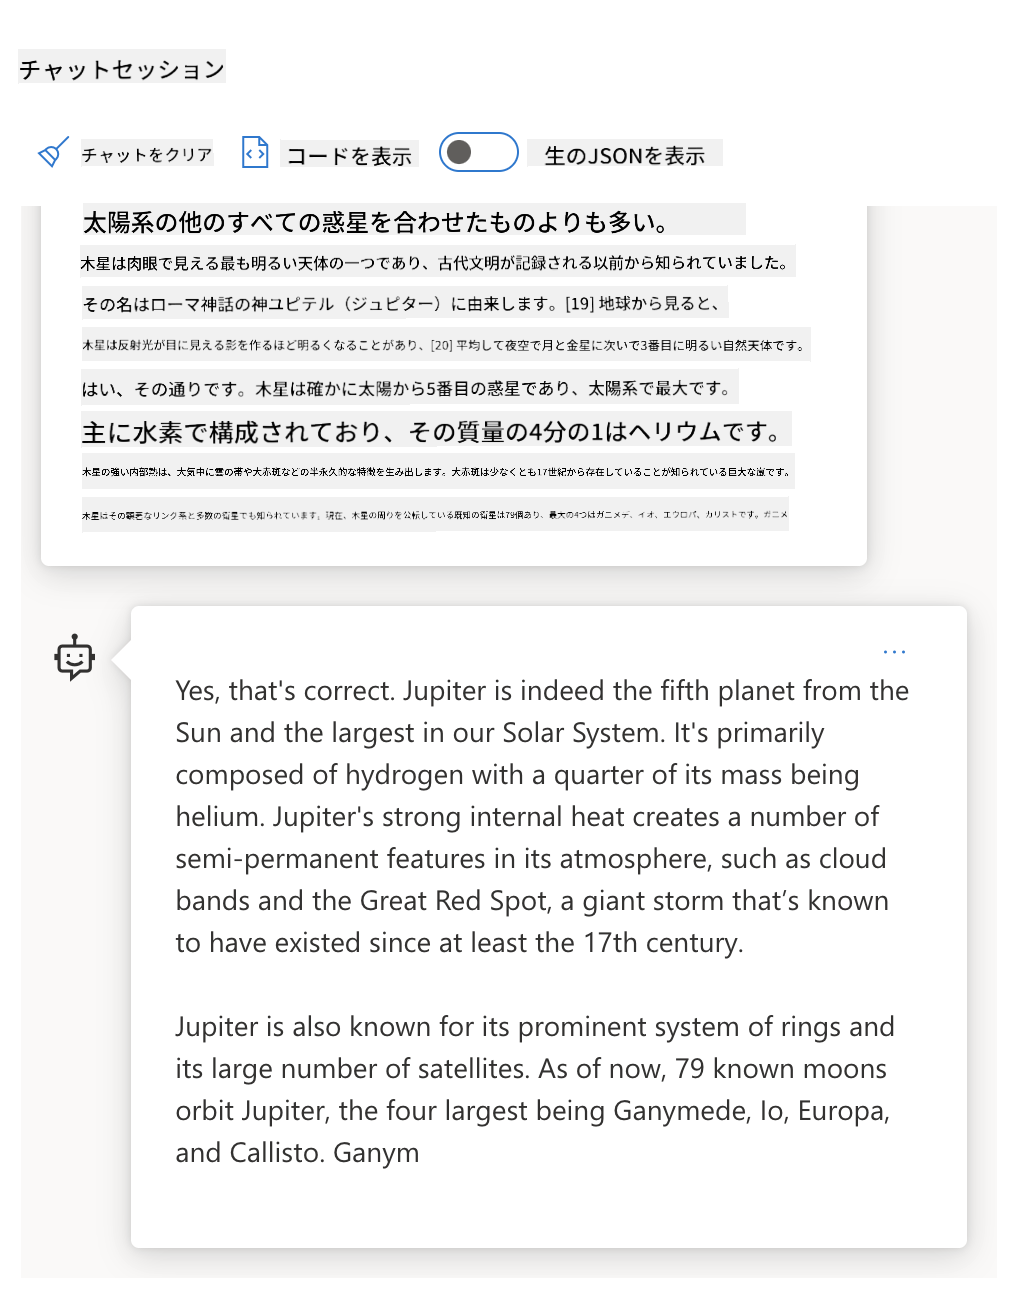 チャットセッション
チャットをクリア
コードを表示
生のJSONを表示
太陽系の他のすべての惑星を合わせたものよりも多い。
木星は肉眼で見える最も明るい天体の一つであり、古代文明が記録される以前から知られていました。
その名はローマ神話の神ユピテル（ジュピター）に由来します。[19] 地球から見ると、
木星は反射光が目に見える影を作るほど明るくなることがあり、[20] 平均して夜空で月と金星に次いで3番目に明るい自然天体です。
はい、その通りです。木星は確かに太陽から5番目の惑星であり、太陽系で最大です。
主に水素で構成されており、その質量の4分の1はヘリウムです。
木星の強い内部熱は、大気中に雲の帯や大赤斑などの半永久的な特徴を生み出します。大赤斑は少なくとも17世紀から存在していることが知られている巨大な嵐です。
木星はその顕著なリング系と多数の衛星でも知られています。現在、木星の周りを公転している既知の衛星は79個あり、最大の4つはガニメデ、イオ、エウロパ、カリストです。ガニメ
...
Yes, that's correct. Jupiter is indeed the fifth planet from the
Sun and the largest in our Solar System. It's primarily
composed of hydrogen with a quarter of its mass being
helium. Jupiter's strong internal heat creates a number of
semi-permanent features in its atmosphere, such as cloud
bands and the Great Red Spot, a giant storm that’s known
to have existed since at least the 17th century.
Jupiter is also known for its prominent system of rings and
its large number of satellites. As of now, 79 known moons
orbit Jupiter, the four largest being Ganymede, Io, Europa,
and Callisto. Ganym